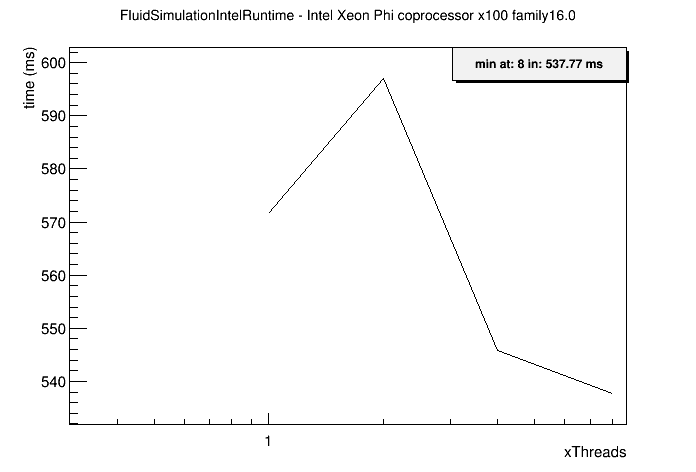 FluidSimulationIntelRuntime - Intel Xeon Phi coprocessor x100 family16.0
time (ms)
min at: 8 in: 537.77 ms
600
590
580
570
560
550
540
1
xThreads